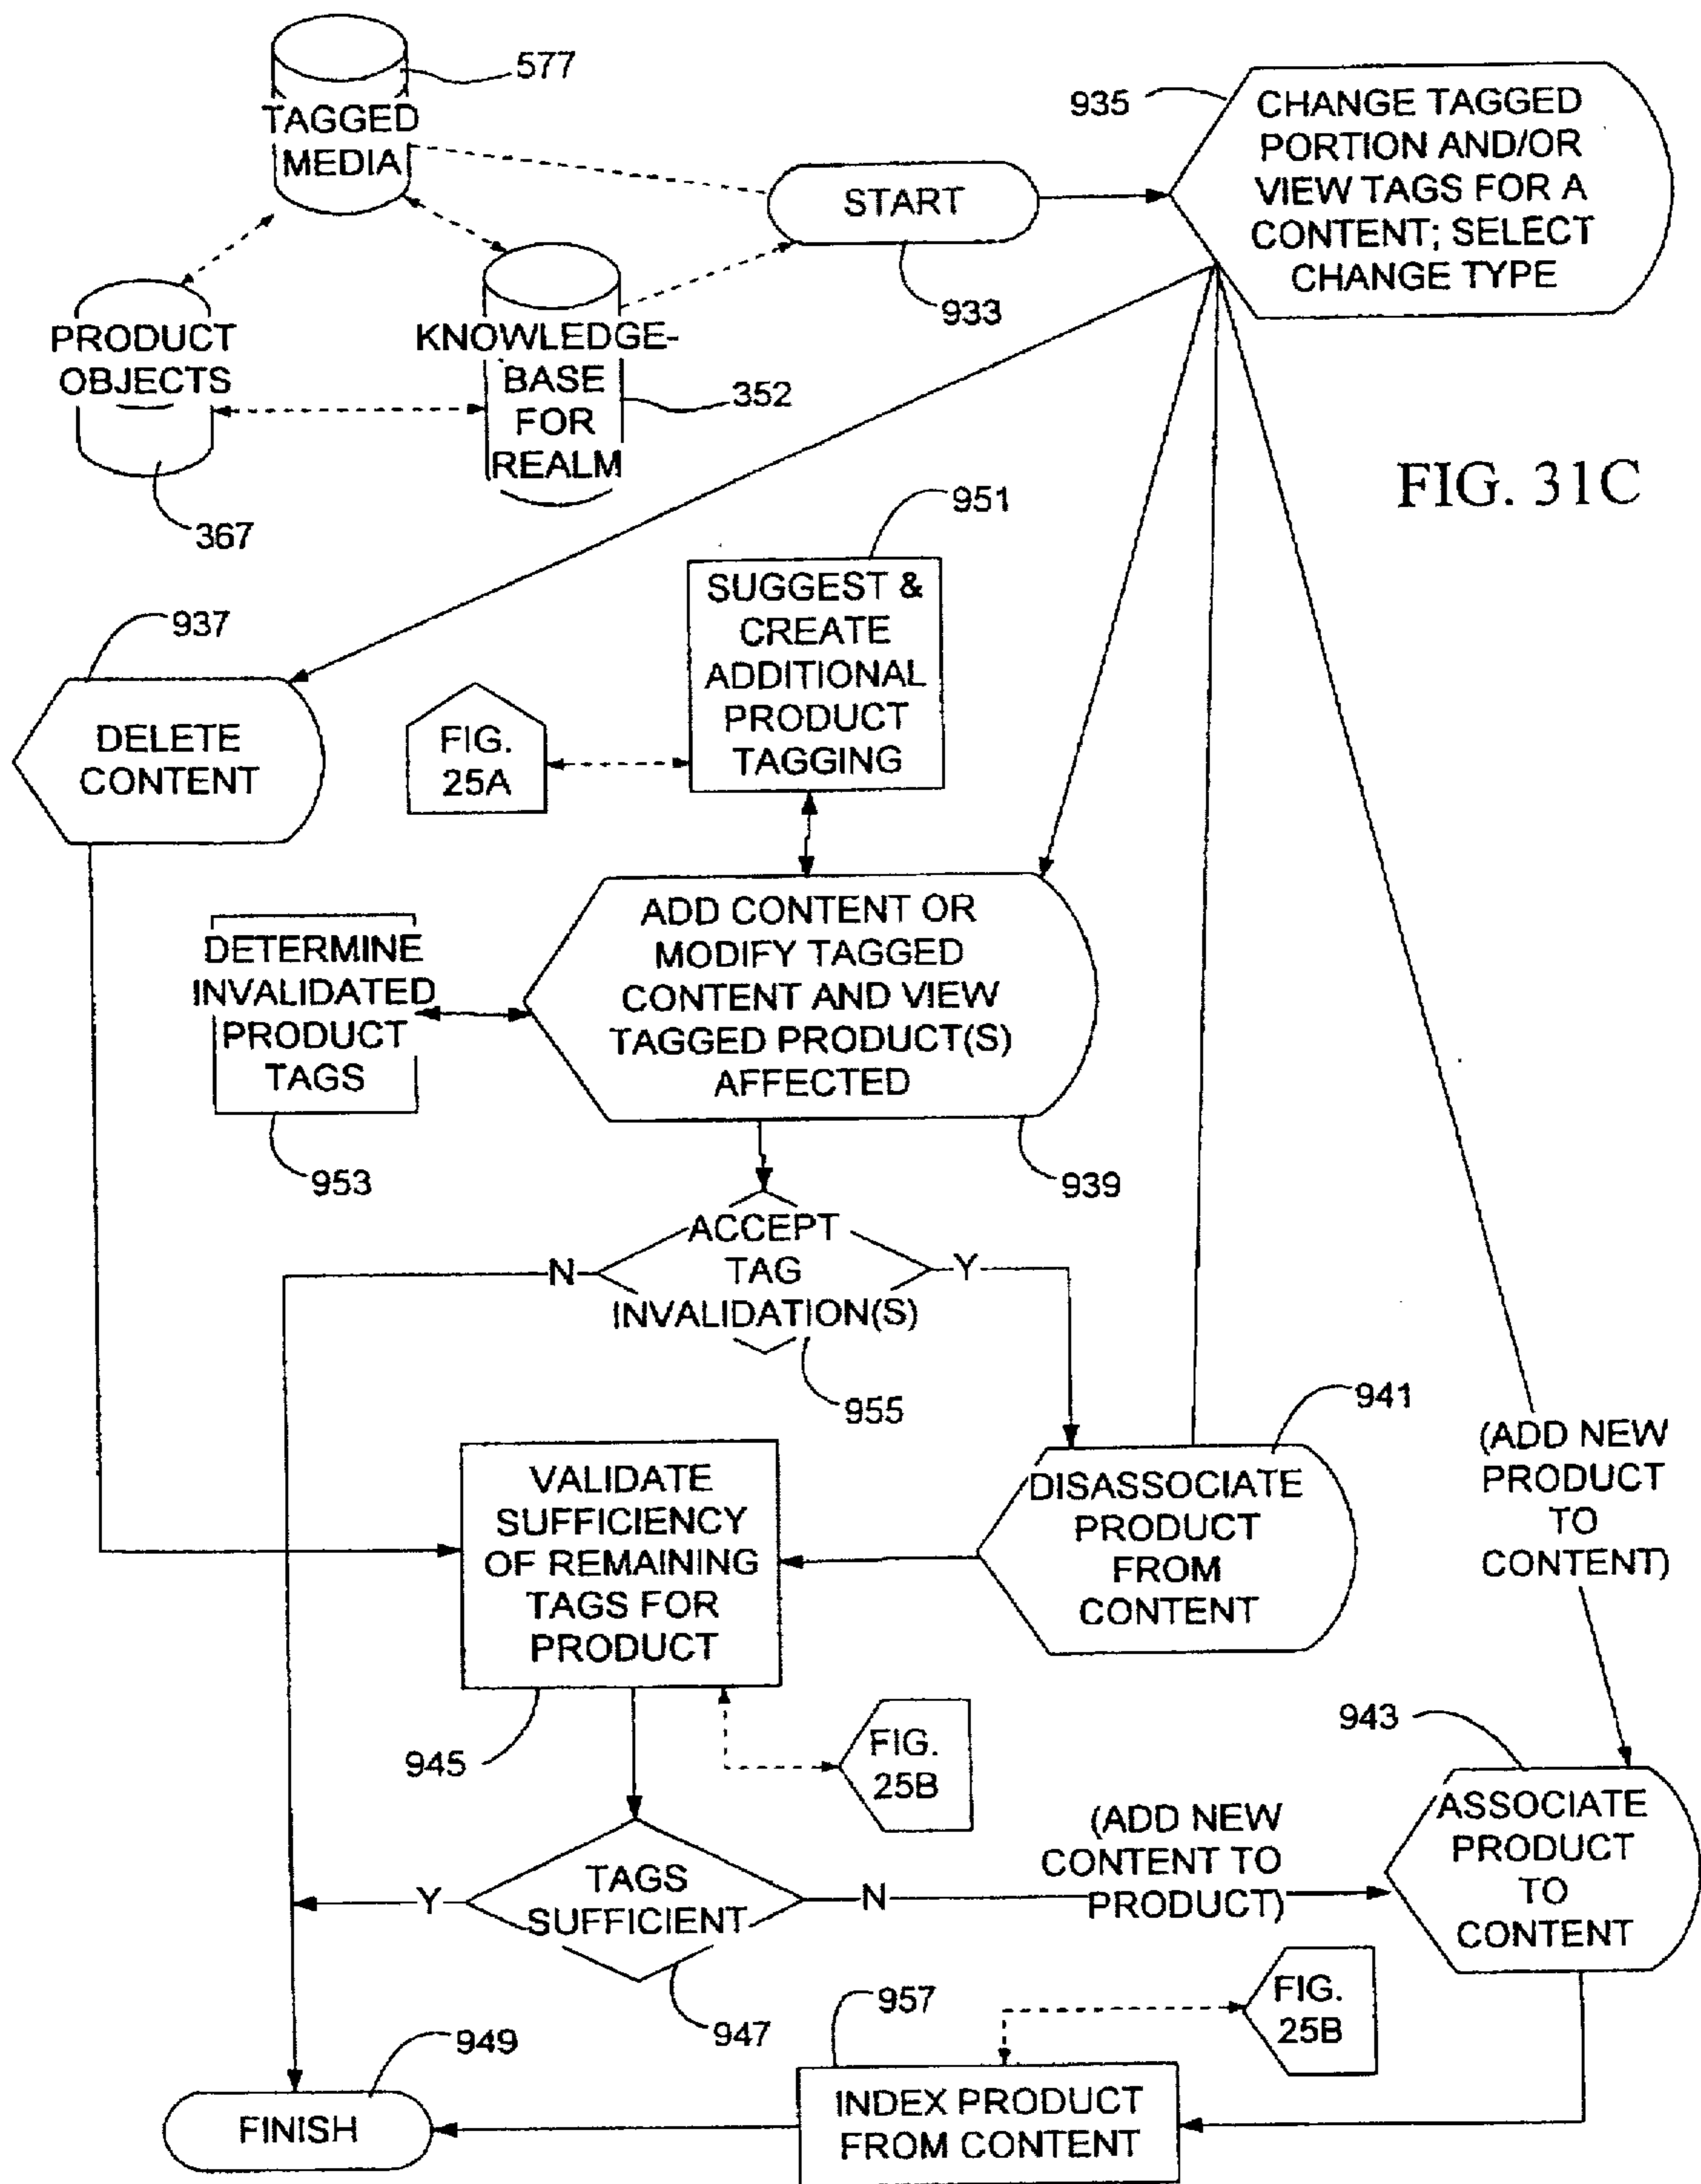 577
TAGGED
MEDIA
START
933
935
CHANGE TAGGED
PORTION AND/OR
VIEW TAGS FOR A
CONTENT; SELECT
CHANGE TYPE
PRODUCT
OBJECTS
367
KNOWLEDGE-
BASE
FOR
REALM
352
FIG. 31C
951
SUGGEST &
CREATE
ADDITIONAL
PRODUCT
TAGGING
937
DELETE
CONTENT
FIG.
25A
ADD CONTENT OR
MODIFY TAGGED
CONTENT AND VIEW
TAGGED PRODUCT(S)
AFFECTED
939
DETERMINE
INVALIDATED
PRODUCT
TAGS
953
ACCEPT
TAG
INVALIDATION(S)
N
Y
955
941
DISASSOCIATE
PRODUCT
FROM
CONTENT
(ADD NEW
PRODUCT
TO
CONTENT)
VALIDATE
SUFFICIENCY
OF REMAINING
TAGS FOR
PRODUCT
945
FIG.
25B
943
ASSOCIATE
PRODUCT
TO
CONTENT
TAGS
SUFFICIENT
Y
N
(ADD NEW
CONTENT TO
PRODUCT)
947
957
FIG.
25B
949
FINISH
INDEX PRODUCT
FROM CONTENT